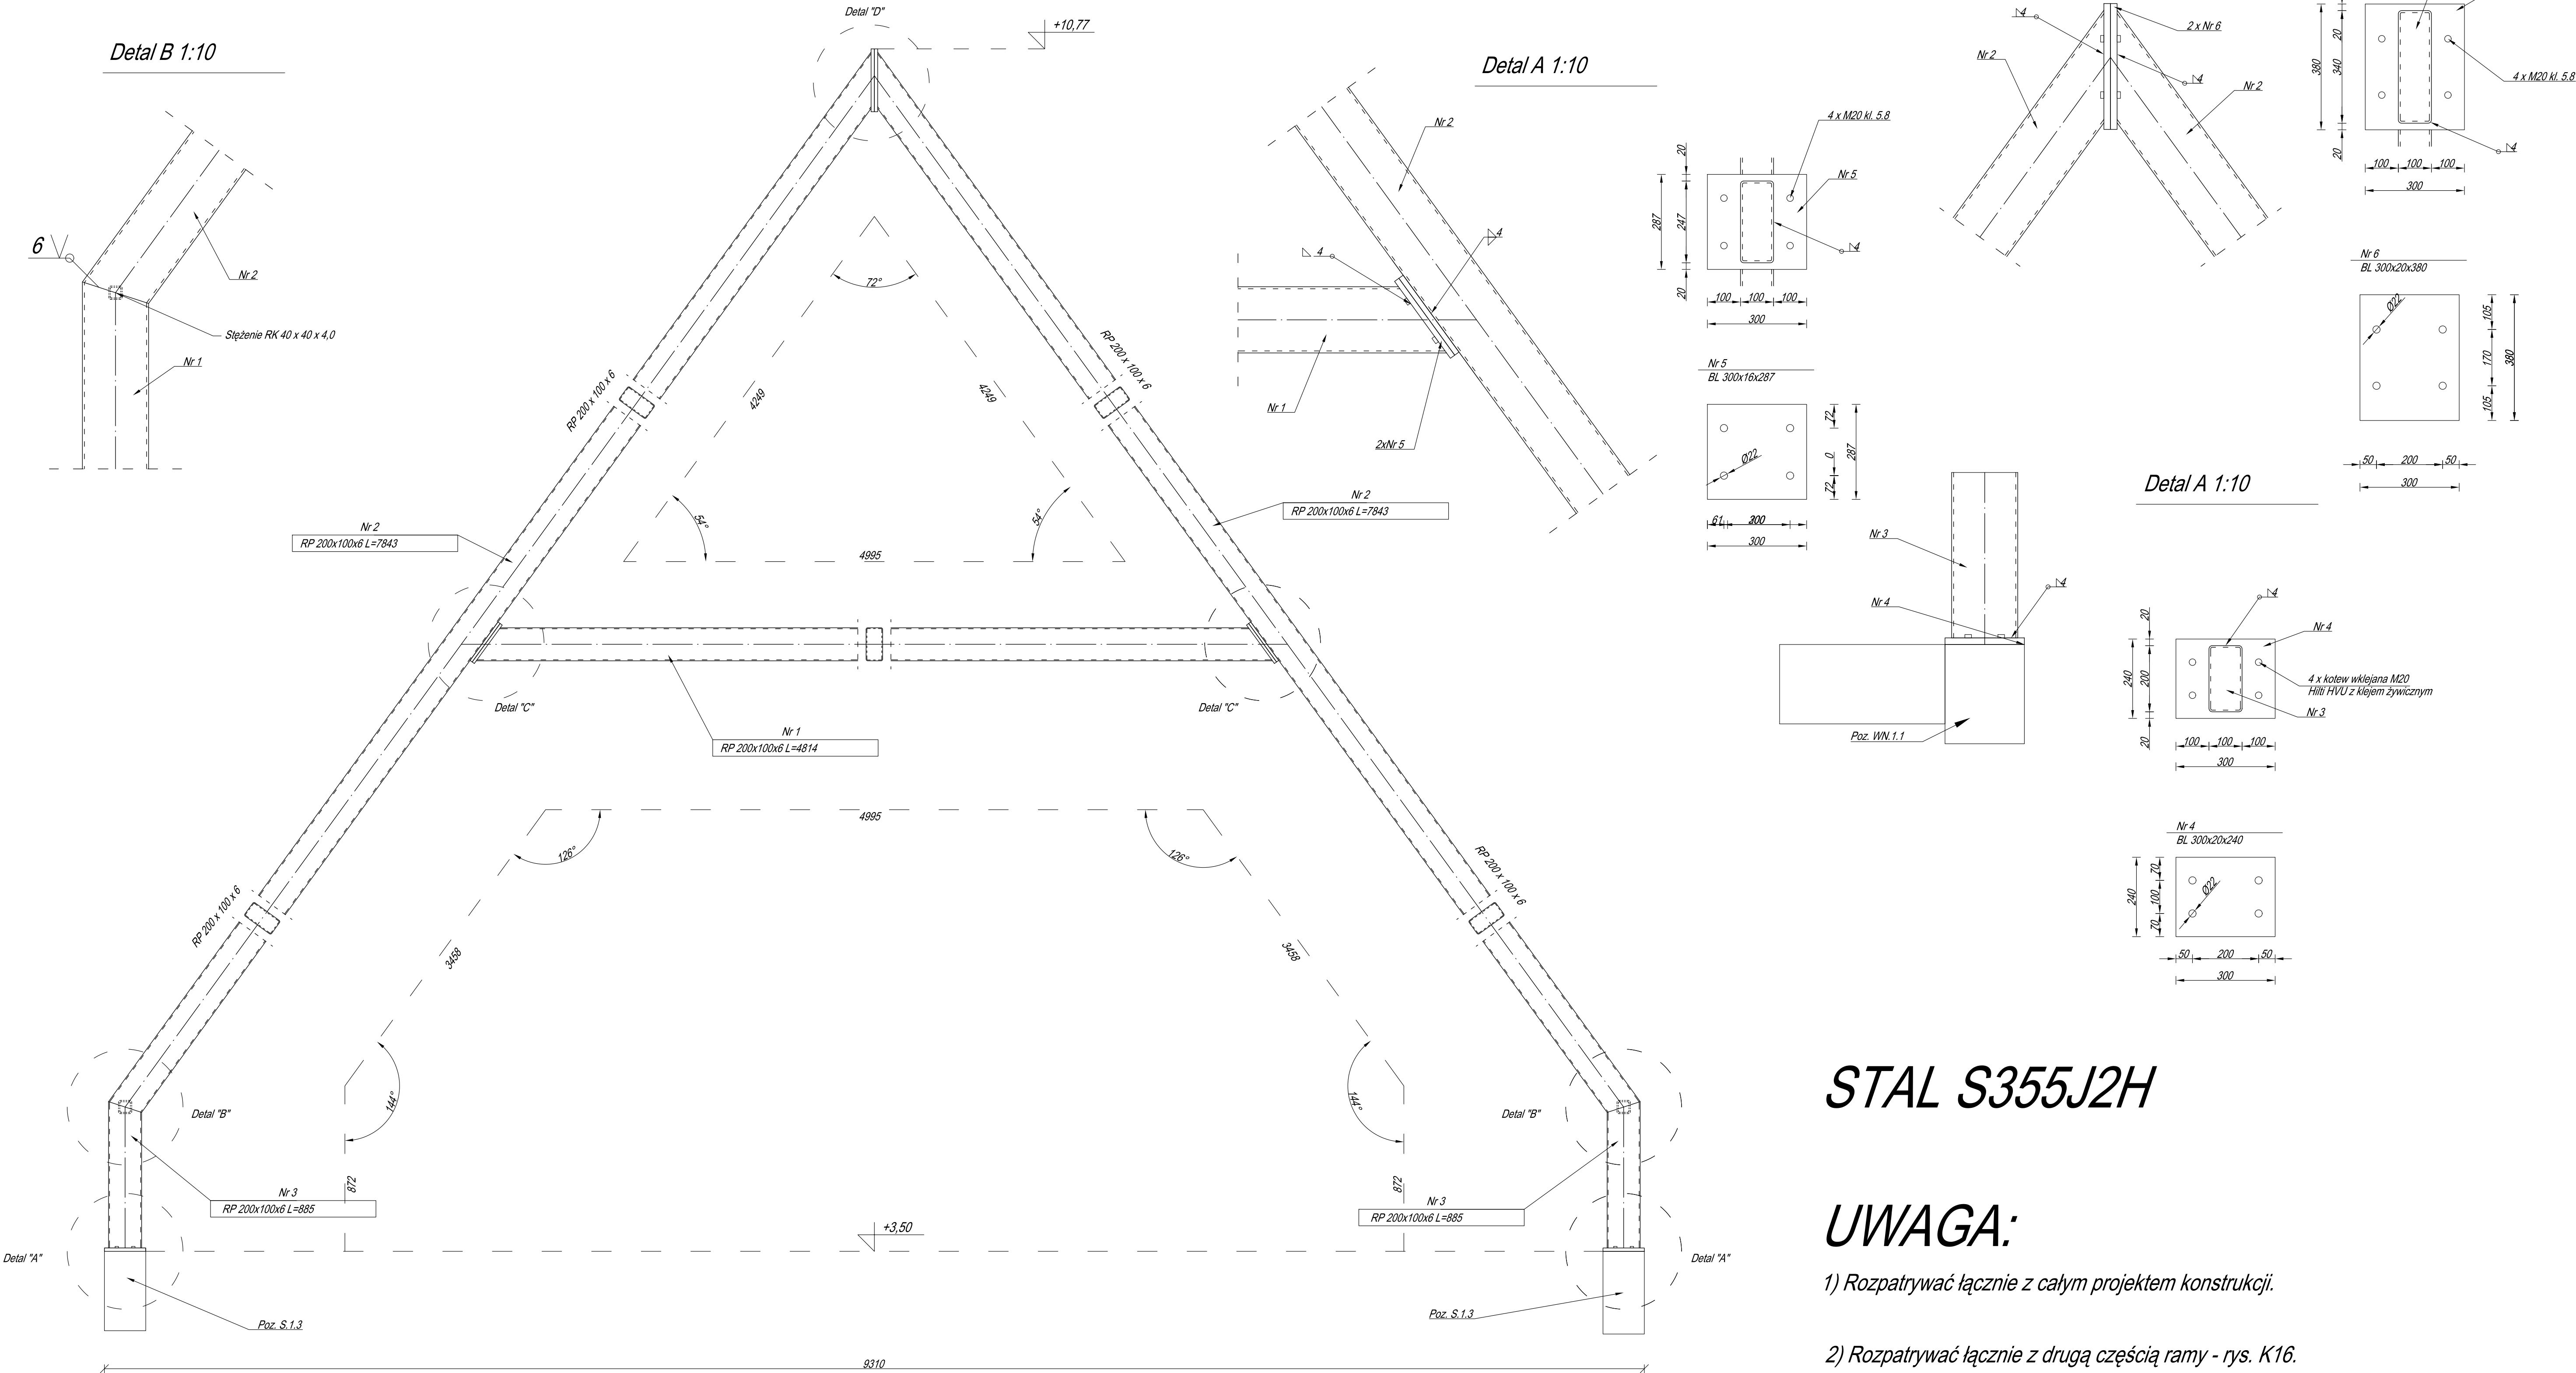 Detal B 1:10
6
Nr 2
Stężenie RK 40 x 40 x 4,0
Nr 1
Detal "D"
+10,77
72°
4249
4249
RP 200 x 100 x 6
RP 200 x 100 x 6
54°
54°
4995
Nr 2
RP 200x100x6 L=7843
Nr 2
RP 200x100x6 L=7843
Detal "C"
Detal "C"
Nr 1
RP 200x100x6 L=4814
4995
126°
126°
RP 200 x 100 x 6
RP 200 x 100 x 6
3458
3458
144°
144°
Detal "B"
Detal "B"
872
872
Nr 3
RP 200x100x6 L=885
Nr 3
RP 200x100x6 L=885
+3,50
Detal "A"
Detal "A"
Poz. S.1.3
Poz. S.1.3
9310
Detal A 1:10
Nr 2
4
4
Nr 1
2xNr 5
4 x M20 kl. 5.8
Nr 5
4
20
247
20
287
100
100
100
300
Nr 5
BL 300x16x287
Ø22
72
0
72
287
61
300
4
2 x Nr 6
Nr 2
4
Nr 2
380
20
340
20
4 x M20 kl. 5.8
4
100
100
100
300
Nr 6
BL 300x20x380
Ø22
105
170
105
380
50
200
50
300
Detal A 1:10
Nr 3
Nr 4
4
Poz. WN.1.1
4
Nr 4
4 x kotew wklejana M20
Hilti HVU z klejem żywicznym
Nr 3
20
200
20
240
100
100
100
300
Nr 4
BL 300x20x240
Ø22
70
100
70
240
50
200
50
300
STAL S355J2H
UWAGA:
1) Rozpatrywać łącznie z całym projektem konstrukcji.
2) Rozpatrywać łącznie z drugą częścią ramy - rys. K16.